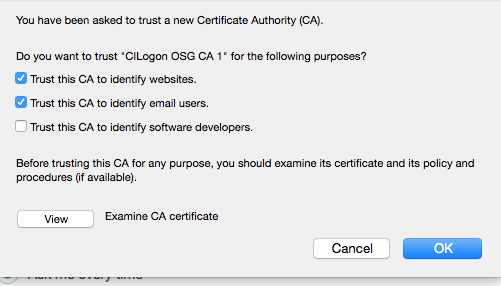 You have been asked to trust a new Certificate Authority (CA).
Do you want to trust "CILogon OSG CA 1" for the following purposes?
Trust this CA to identify websites.
Trust this CA to identify email users.
Trust this CA to identify software developers.
Before trusting this CA for any purpose, you should examine its certificate and its policy and
procedures (if available).
View Examine CA certificate
Cancel OK